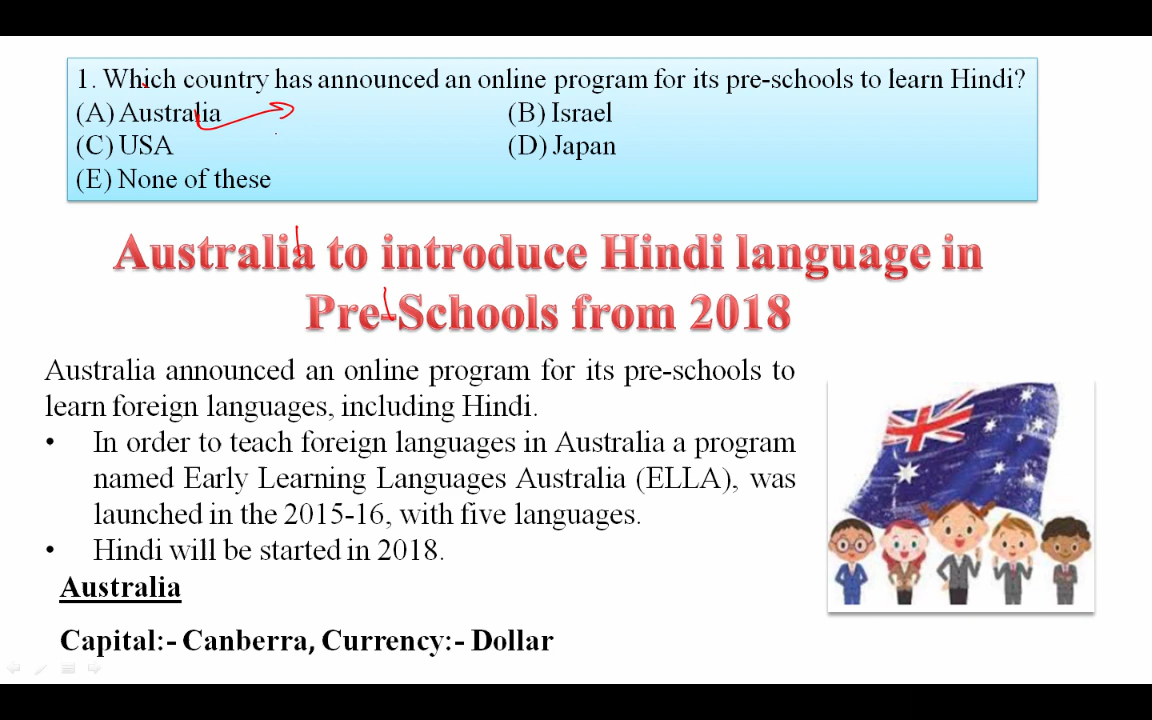 1. Which country has announced an online program for its pre-schools to learn Hindi?
(A) Australia (B) Israel
(C) USA (D) Japan
(E) None of these
Australia to introduce Hindi language in
Pre-Schools from 2018
Australia announced an online program for its pre-schools to
learn foreign languages, including Hindi.
• In order to teach foreign languages in Australia a program
named Early Learning Languages Australia (ELLA), was
launched in the 2015-16, with five languages.
• Hindi will be started in 2018.
Australia
Capital:- Canberra, Currency:- Dollar